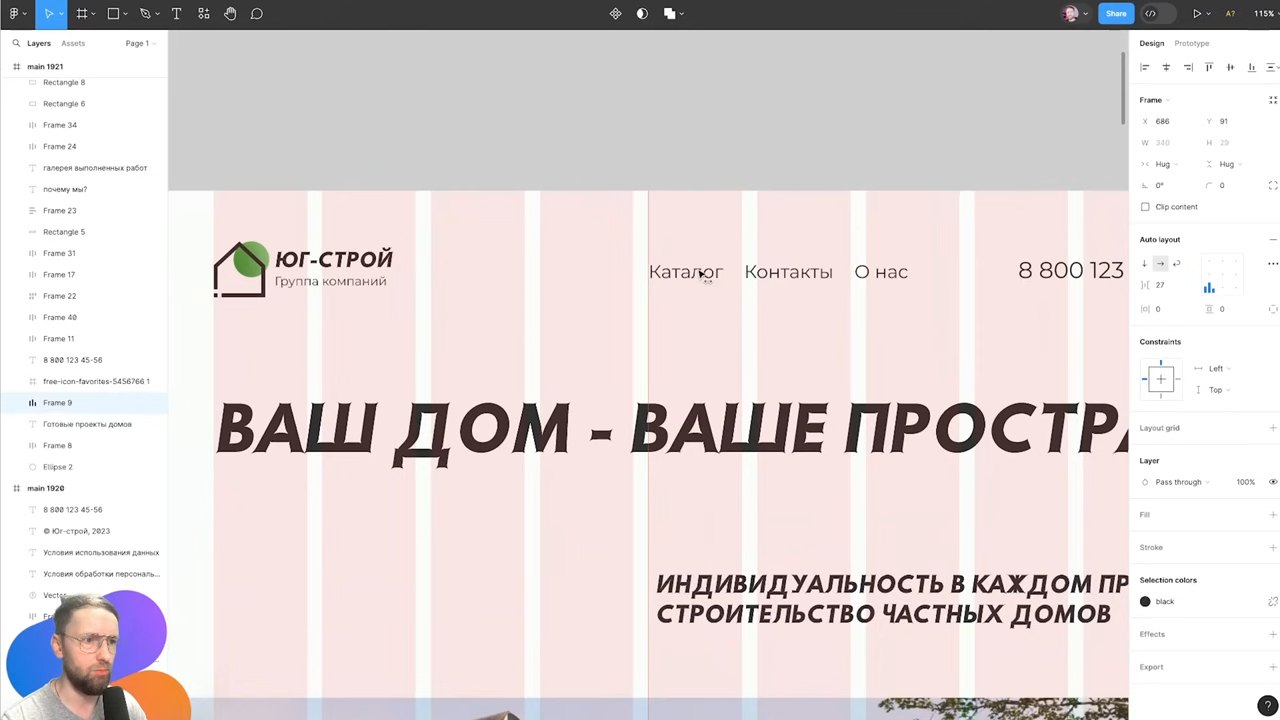 Share
115%
A?
Layers
Assets
Page 1
main 1921
Rectangle 8
Rectangle 6
Frame 34
Frame 24
галерея выполненных работ
почему мы?
Frame 23
Rectangle 5
Frame 31
Frame 17
Frame 22
Frame 40
Frame 11
8 800 123 45-56
free-icon-favorites-5456766 1
Frame 9
Готовые проекты домов
Frame 8
Ellipse 2
main 1920
8 800 123 45-56
© Юг-строй, 2023
Условия использования данных
Условия обработки персональ...
ЮГ-СТРОЙ
Группа компаний
Каталог
Контакты
О нас
8 800 123
ВАШ ДОМ - ВАШЕ ПРОСТРА
ИНДИВИДУАЛЬНОСТЬ В КАЖДОМ ПР
СТРОИТЕЛЬСТВО ЧАСТНЫХ ДОМОВ
Design
Prototype
Frame
X 686
Y 91
W 340
H 29
Hug
Hug
0°
0
Clip content
Auto layout
27
0
0
Constraints
Left
Top
Layout grid
Layer
Pass through
100%
Fill
Stroke
Selection colors
black
Effects
Export
?